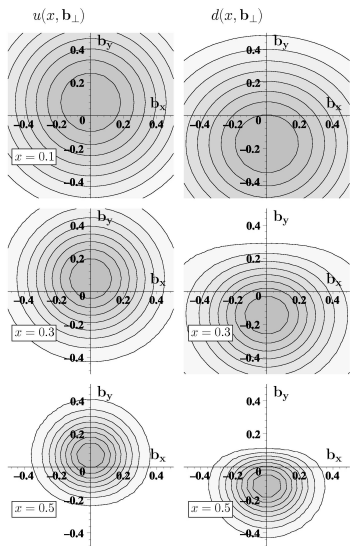 u(x, b⊥) d(x, b⊥)
b_y b_y
0.4 0.4
0.2 0.2
0 b_x 0 b_x
−0.4 −0.2 0.2 0.4 −0.4 −0.2 0.2 0.4
−0.2 −0.2
x = 0.1
−0.4 −0.4
b_y b_y
0.4 0.4
0.2 0.2
b_x b_x
−0.4 −0.2 0 0.2 0.4 −0.4 −0.2 0 0.2 0.4
−0.2 −0.2
x = 0.3 x = 0.3
−0.4 −0.4
b_y b_y
0.4 0.4
0.2 0.2
b_x b_x
−0.4 −0.2 0 0.2 0.4 −0.4 −0.2 0 0.2 0.4
−0.2 −0.2
x = 0.5 x = 0.5
−0.4 −0.4